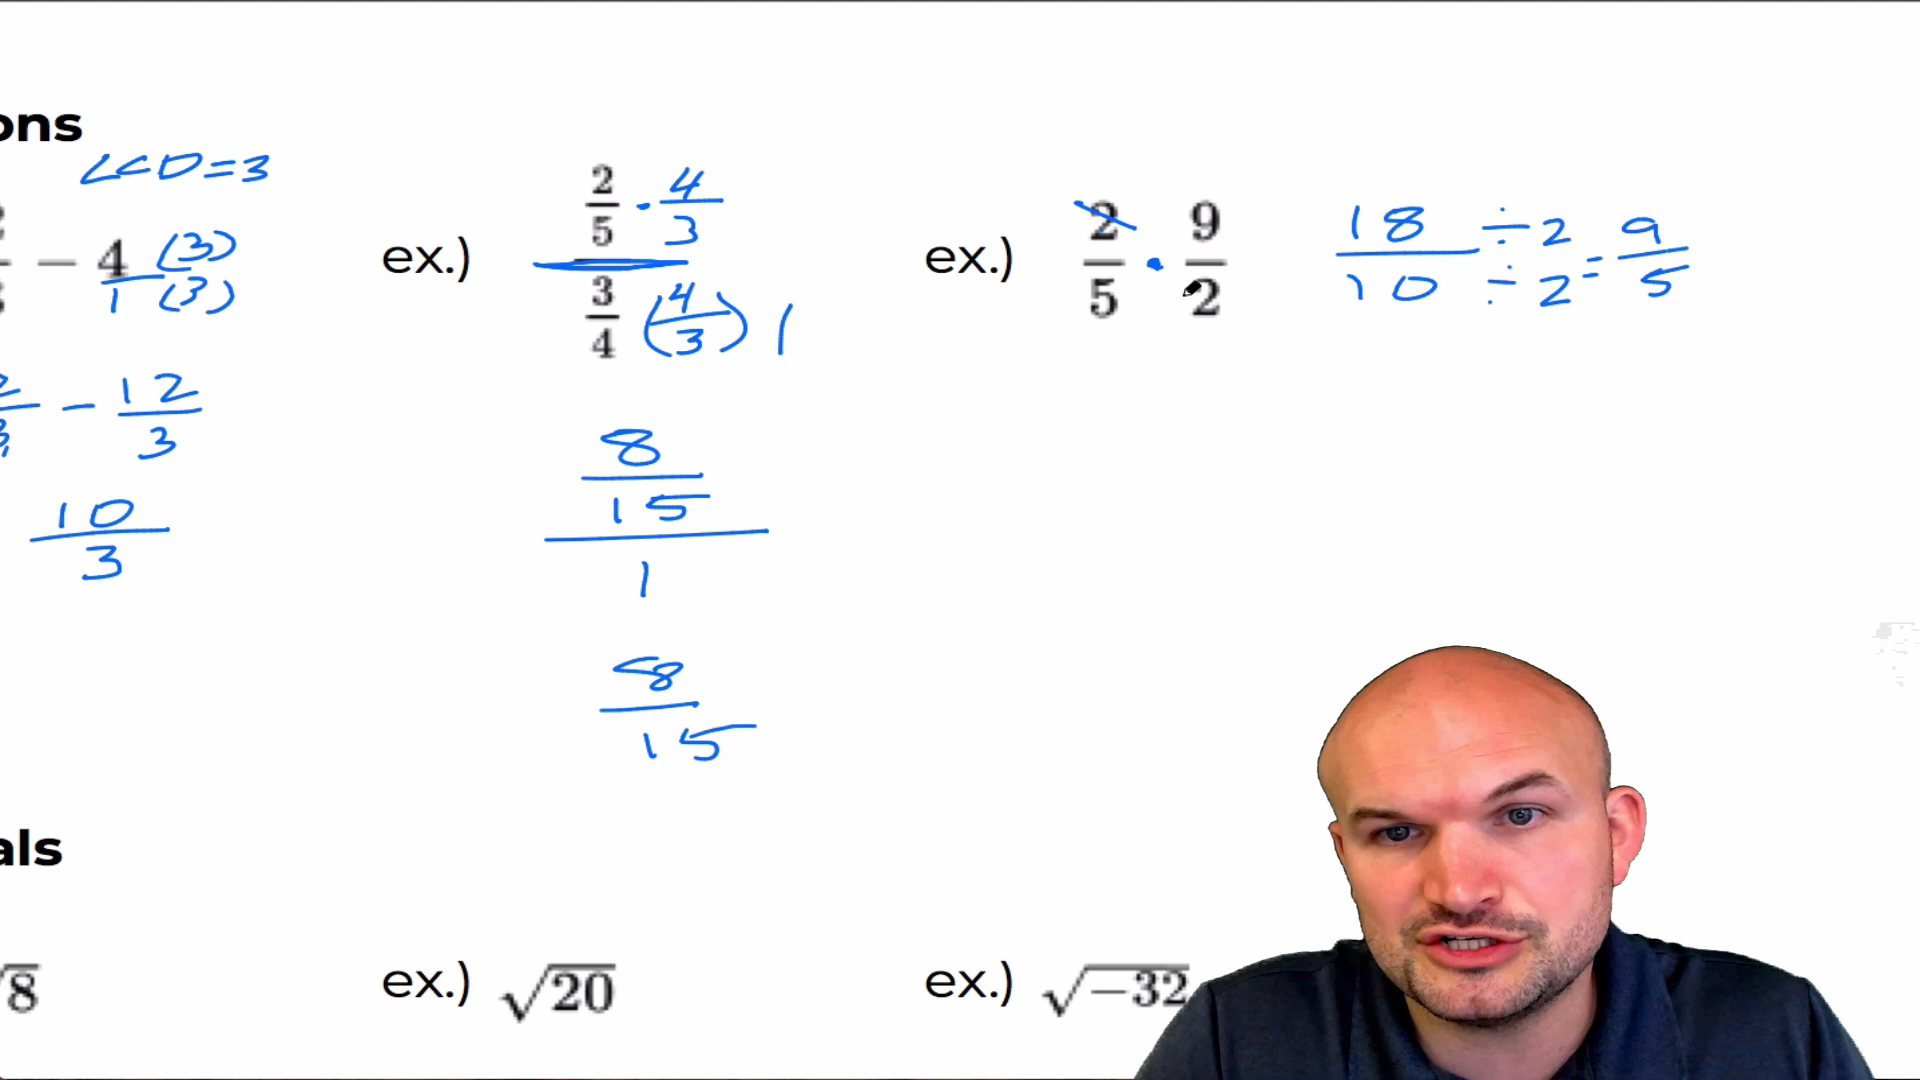 ons
LCD=3
− 4 (3)
1 (3)
− 12
3
10
3
ex.) 2/5 · 4/3
3/4 (4/3) 1
8
15
1
8
15
ex.) 2/5 · 9/2
18 ÷2 = 9
10 ÷2 5
als
√8
ex.) √20
ex.) √−32